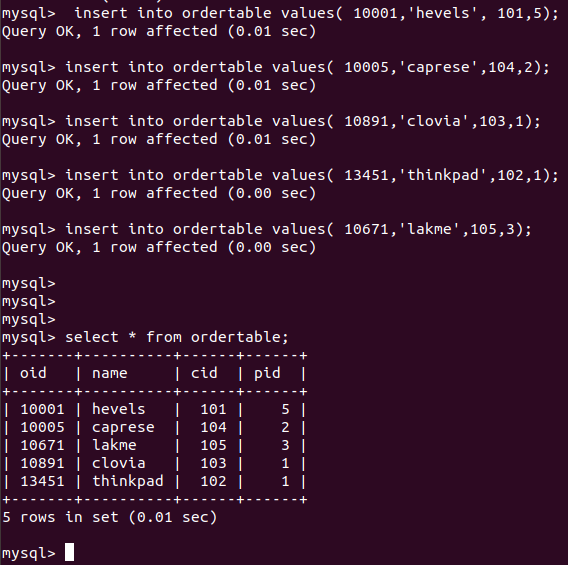 mysql>  insert into ordertable values( 10001,'hevels', 101,5);
Query OK, 1 row affected (0.01 sec)
mysql> insert into ordertable values( 10005,'caprese',104,2);
Query OK, 1 row affected (0.01 sec)
mysql> insert into ordertable values( 10891,'clovia',103,1);
Query OK, 1 row affected (0.01 sec)
mysql> insert into ordertable values( 13451,'thinkpad',102,1);
Query OK, 1 row affected (0.00 sec)
mysql> insert into ordertable values( 10671,'lakme',105,3);
Query OK, 1 row affected (0.00 sec)
mysql>
mysql>
mysql>
mysql> select * from ordertable;
+-------+----------+------+------+
| oid   | name     | cid  | pid  |
+-------+----------+------+------+
| 10001 | hevels   |  101 |    5 |
| 10005 | caprese  |  104 |    2 |
| 10671 | lakme    |  105 |    3 |
| 10891 | clovia   |  103 |    1 |
| 13451 | thinkpad |  102 |    1 |
+-------+----------+------+------+
5 rows in set (0.01 sec)
mysql>